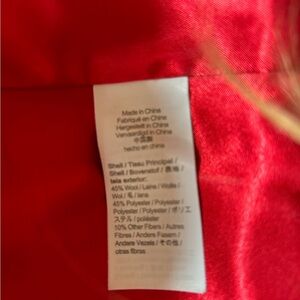 Made in China
Fabriqué en Chine
Hergestellt in China
Vervaardigd in China
中国製
hecho en china
Shell / Tissu Principal /
Shell / Bovenstof / 表地 /
tela exterior:
45% Wool / Laine / Wolle /
Wol / 毛 / lana
45% Polyester / Polyester /
Polyester / Polyester / ポリエ
ステル / poliéster
10% Other Fibers / Autres
Fibres / Andere Fasern /
Andere Vezels / その他 /
otras fibras